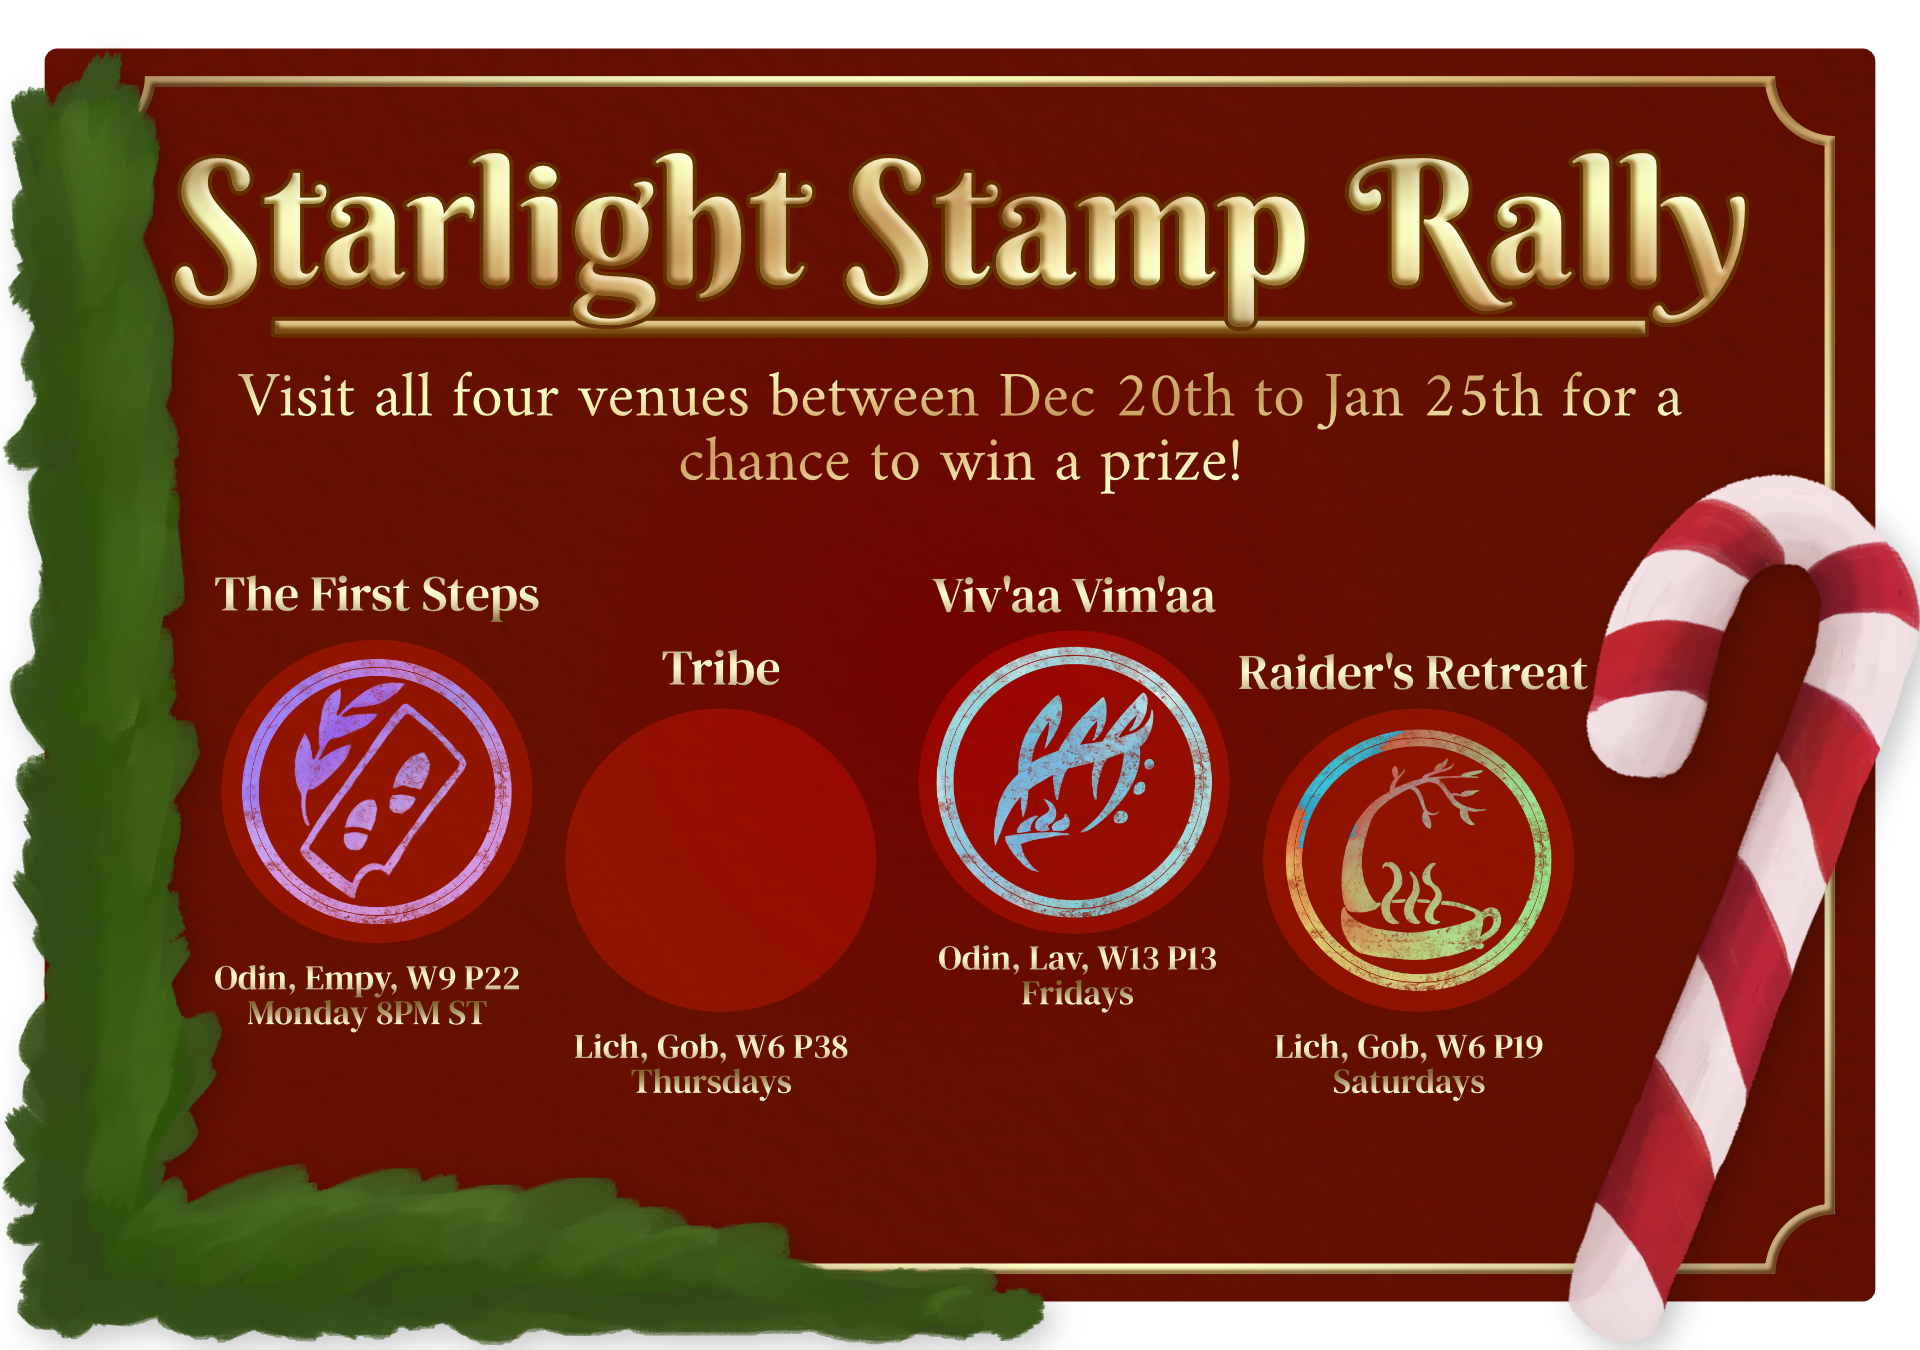 Starlight Stamp Rally
Visit all four venues between Dec 20th to Jan 25th for a
chance to win a prize!
The First Steps
Odin, Empy, W9 P22
Monday 8PM ST
Tribe
Lich, Gob, W6 P38
Thursdays
Viv'aa Vim'aa
Odin, Lav, W13 P13
Fridays
Raider's Retreat
Lich, Gob, W6 P19
Saturdays